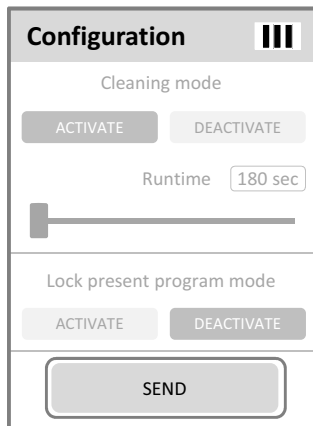 Configuration
Cleaning mode
ACTIVATE DEACTIVATE
Runtime 180 sec
Lock present program mode
ACTIVATE DEACTIVATE
SEND